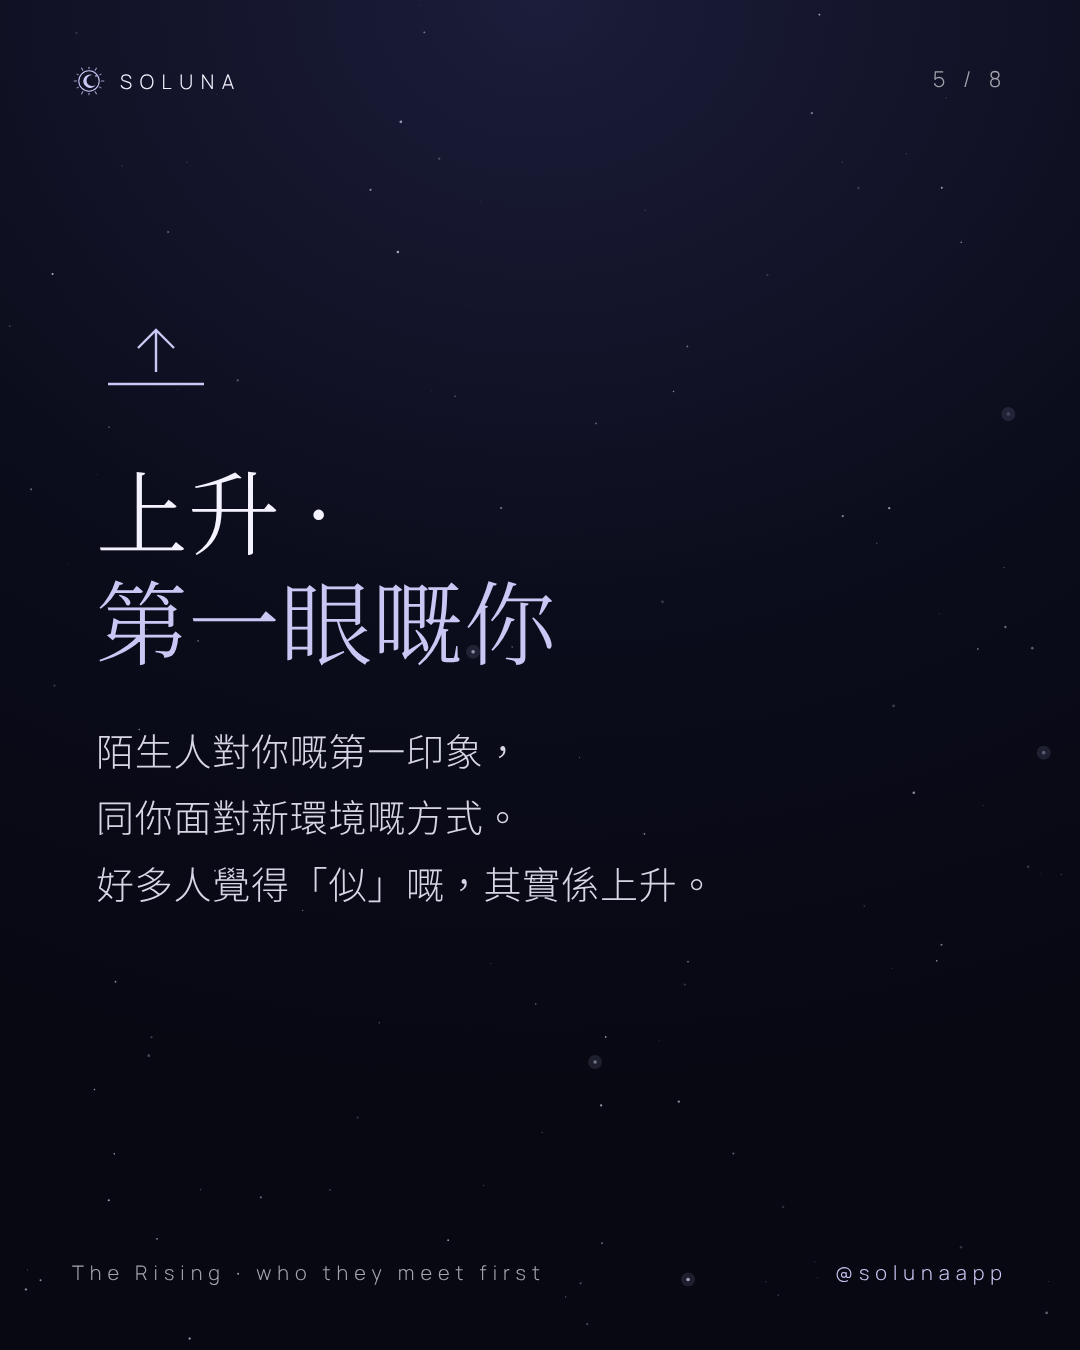 SOLUNA
5 / 8
上升 ·
第一眼嘅你
陌生人對你嘅第一印象，
同你面對新環境嘅方式。
好多人覺得「似」嘅，其實係上升。
The Rising · who they meet first
@solunaapp